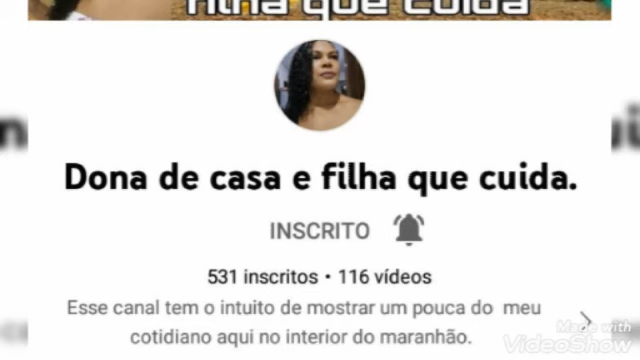 filha que cuida
Dona de casa e filha que cuida.
INSCRITO
531 inscritos • 116 vídeos
Esse canal tem o intuito de mostrar um pouca do meu
cotidiano aqui no interior do maranhão.
Made with
VideoShow